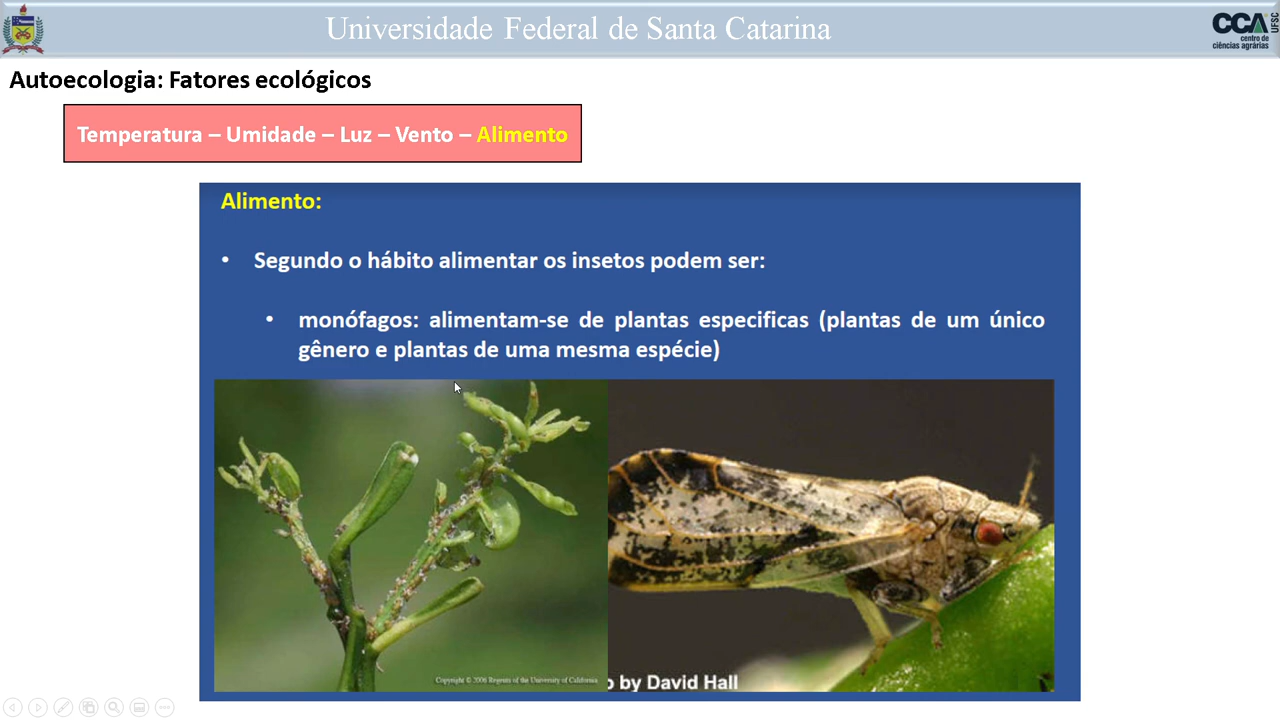 Universidade Federal de Santa Catarina
CCA
UFSC
centro de
ciências agrárias
Autoecologia: Fatores ecológicos
Temperatura – Umidade – Luz – Vento – Alimento
Alimento:
• Segundo o hábito alimentar os insetos podem ser:
• monófagos: alimentam-se de plantas especificas (plantas de um único
gênero e plantas de uma mesma espécie)
Copyright © 2006 Regents of the University of California
o by David Hall